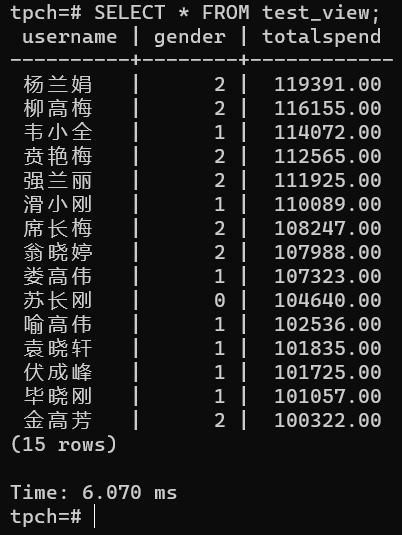 tpch=# SELECT * FROM test_view;
 username | gender | totalspend
----------+--------+------------
 杨兰娟   |      2 |  119391.00
 柳高梅   |      2 |  116155.00
 韦小全   |      1 |  114072.00
 贲艳梅   |      2 |  112565.00
 强兰丽   |      2 |  111925.00
 滑小刚   |      1 |  110089.00
 席长梅   |      2 |  108247.00
 翁晓婷   |      2 |  107988.00
 娄高伟   |      1 |  107323.00
 苏长刚   |      0 |  104640.00
 喻高伟   |      1 |  102536.00
 袁晓轩   |      1 |  101835.00
 伏成峰   |      1 |  101725.00
 毕晓刚   |      1 |  101057.00
 金高芳   |      2 |  100322.00
(15 rows)

Time: 6.070 ms
tpch=#